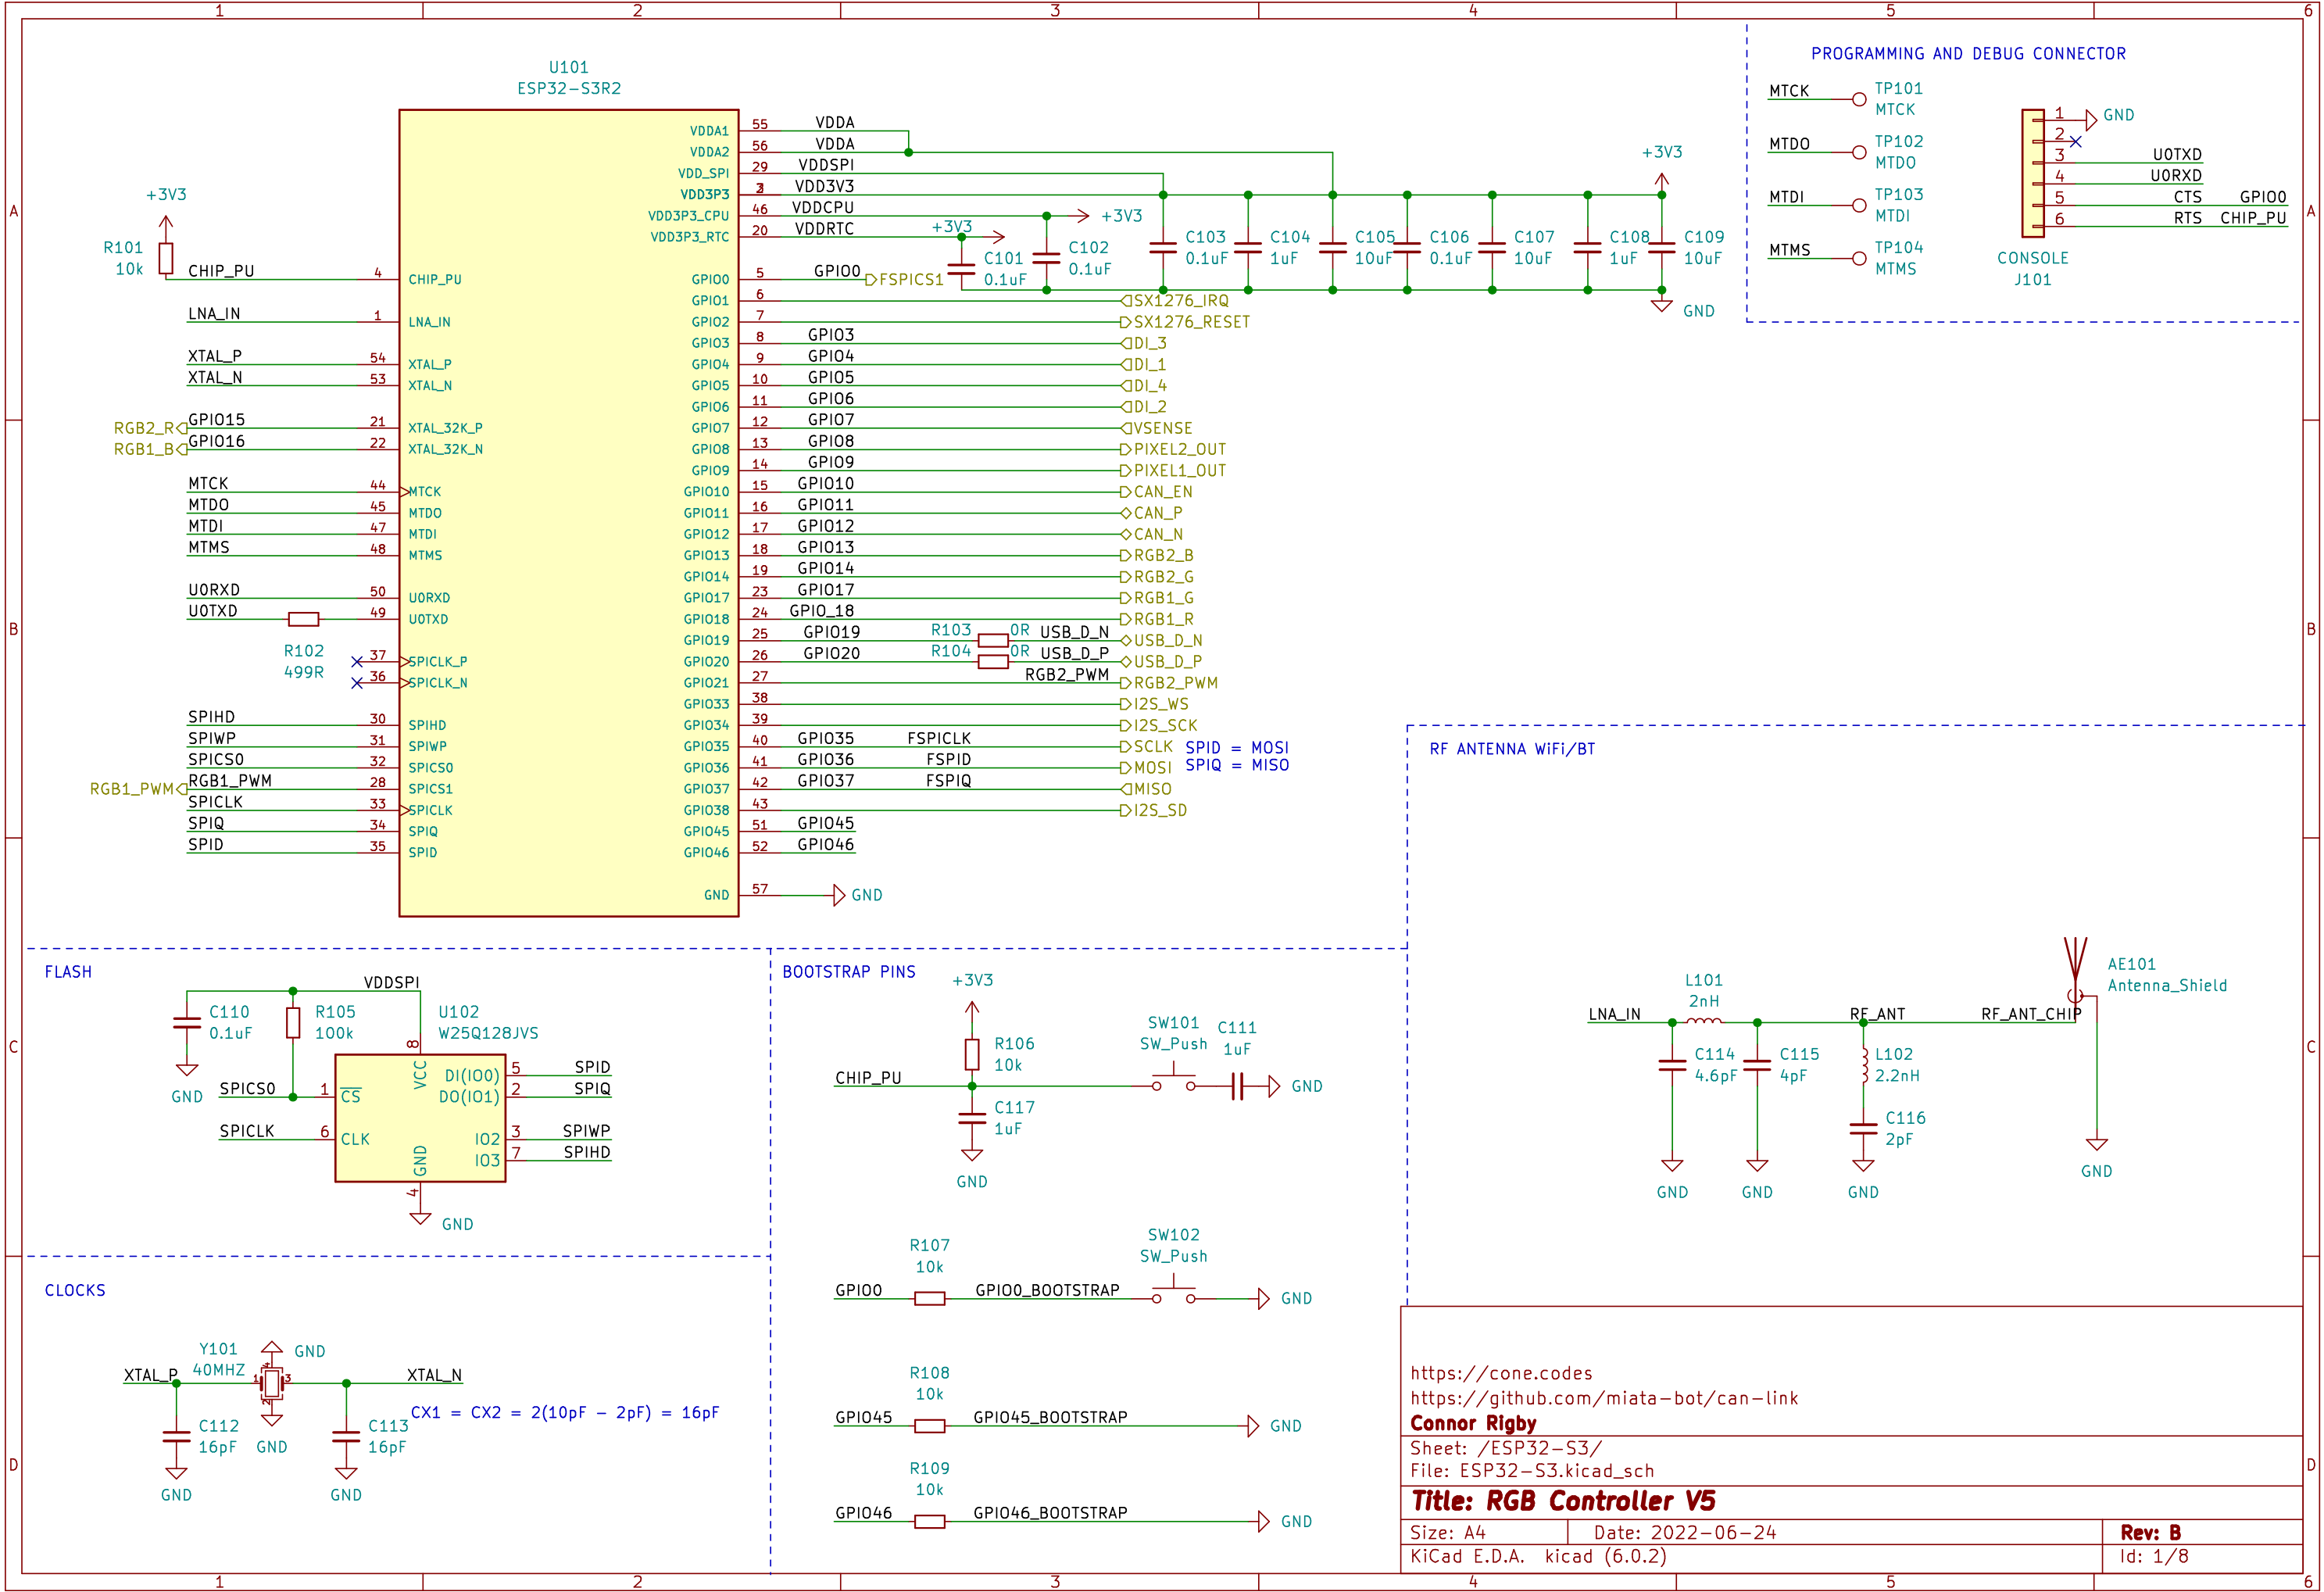 1 2 3 4 5 6
A
B
C
D
A
B
C
D
U101
ESP32-S3R2
+3V3
R101
10k
CHIP_PU 4 CHIP_PU
LNA_IN 1 LNA_IN
XTAL_P 54 XTAL_P
XTAL_N 53 XTAL_N
RGB2_R GPIO15 21 XTAL_32K_P
RGB1_B GPIO16 22 XTAL_32K_N
MTCK 44 MTCK
MTDO 45 MTDO
MTDI 47 MTDI
MTMS 48 MTMS
U0RXD 50 U0RXD
U0TXD 49 U0TXD
R102
499R
37 SPICLK_P
36 SPICLK_N
SPIHD 30 SPIHD
SPIWP 31 SPIWP
SPICS0 32 SPICS0
RGB1_PWM RGB1_PWM 28 SPICS1
SPICLK 33 SPICLK
SPIQ 34 SPIQ
SPID 35 SPID
VDDA1 55 VDDA
VDDA2 56 VDDA
VDD_SPI 29 VDDSPI
VDD3P3 VDD3V3
VDD3P3_CPU 46 VDDCPU +3V3
VDD3P3_RTC 20 VDDRTC +3V3
GPIO0 5 GPIO0 FSPICS1
GPIO1 6 SX1276_IRQ
GPIO2 7 SX1276_RESET
GPIO3 8 GPIO3 DI_3
GPIO4 9 GPIO4 DI_1
GPIO5 10 GPIO5 DI_4
GPIO6 11 GPIO6 DI_2
GPIO7 12 GPIO7 VSENSE
GPIO8 13 GPIO8 PIXEL2_OUT
GPIO9 14 GPIO9 PIXEL1_OUT
GPIO10 15 GPIO10 CAN_EN
GPIO11 16 GPIO11 CAN_P
GPIO12 17 GPIO12 CAN_N
GPIO13 18 GPIO13 RGB2_B
GPIO14 19 GPIO14 RGB2_G
GPIO17 23 GPIO17 RGB1_G
GPIO18 24 GPIO_18 RGB1_R
GPIO19 25 GPIO19 R103 0R USB_D_N USB_D_N
GPIO20 26 GPIO20 R104 0R USB_D_P USB_D_P
GPIO21 27 RGB2_PWM RGB2_PWM
GPIO33 38 I2S_WS
GPIO34 39 I2S_SCK
GPIO35 40 GPIO35 FSPICLK SCLK
GPIO36 41 GPIO36 FSPID MOSI
GPIO37 42 GPIO37 FSPIQ MISO
SPID = MOSI
SPIQ = MISO
GPIO38 43 I2S_SD
GPIO45 51 GPIO45
GPIO46 52 GPIO46
GND 57 GND
+3V3
C101
0.1uF
C102
0.1uF
C103
0.1uF
C104
1uF
C105
10uF
C106
0.1uF
C107
10uF
C108
1uF
C109
10uF
GND
PROGRAMMING AND DEBUG CONNECTOR
MTCK TP101
MTCK
MTDO TP102
MTDO
MTDI TP103
MTDI
MTMS TP104
MTMS
1 GND
2
3 U0TXD
4 U0RXD
5 CTS GPIO0
6 RTS CHIP_PU
CONSOLE
J101
FLASH
VDDSPI
C110
0.1uF
GND
R105
100k
U102
W25Q128JVS
SPICS0 1 CS
SPICLK 6 CLK
8 VCC
4 GND
GND
DI(IO0) 5 SPID
DO(IO1) 2 SPIQ
IO2 3 SPIWP
IO3 7 SPIHD
CLOCKS
Y101
40MHZ
GND
XTAL_P 1 2 3 4 XTAL_N
GND
C112
16pF
GND
C113
16pF
GND
CX1 = CX2 = 2(10pF - 2pF) = 16pF
BOOTSTRAP PINS
+3V3
R106
10k
CHIP_PU
C117
1uF
GND
SW101
SW_Push
C111
1uF
GND
R107
10k
GPIO0 GPIO0_BOOTSTRAP
SW102
SW_Push
GND
R108
10k
GPIO45 GPIO45_BOOTSTRAP GND
R109
10k
GPIO46 GPIO46_BOOTSTRAP GND
RF ANTENNA WiFi/BT
LNA_IN
L101
2nH
RF_ANT RF_ANT_CHIP
AE101
Antenna_Shield
C114
4.6pF
GND
C115
4pF
GND
L102
2.2nH
C116
2pF
GND
GND
https://cone.codes
https://github.com/miata-bot/can-link
Connor Rigby
Sheet: /ESP32-S3/
File: ESP32-S3.kicad_sch
Title: RGB Controller V5
Size: A4 Date: 2022-06-24 Rev: B
KiCad E.D.A. kicad (6.0.2) Id: 1/8
1 2 3 4 5 6